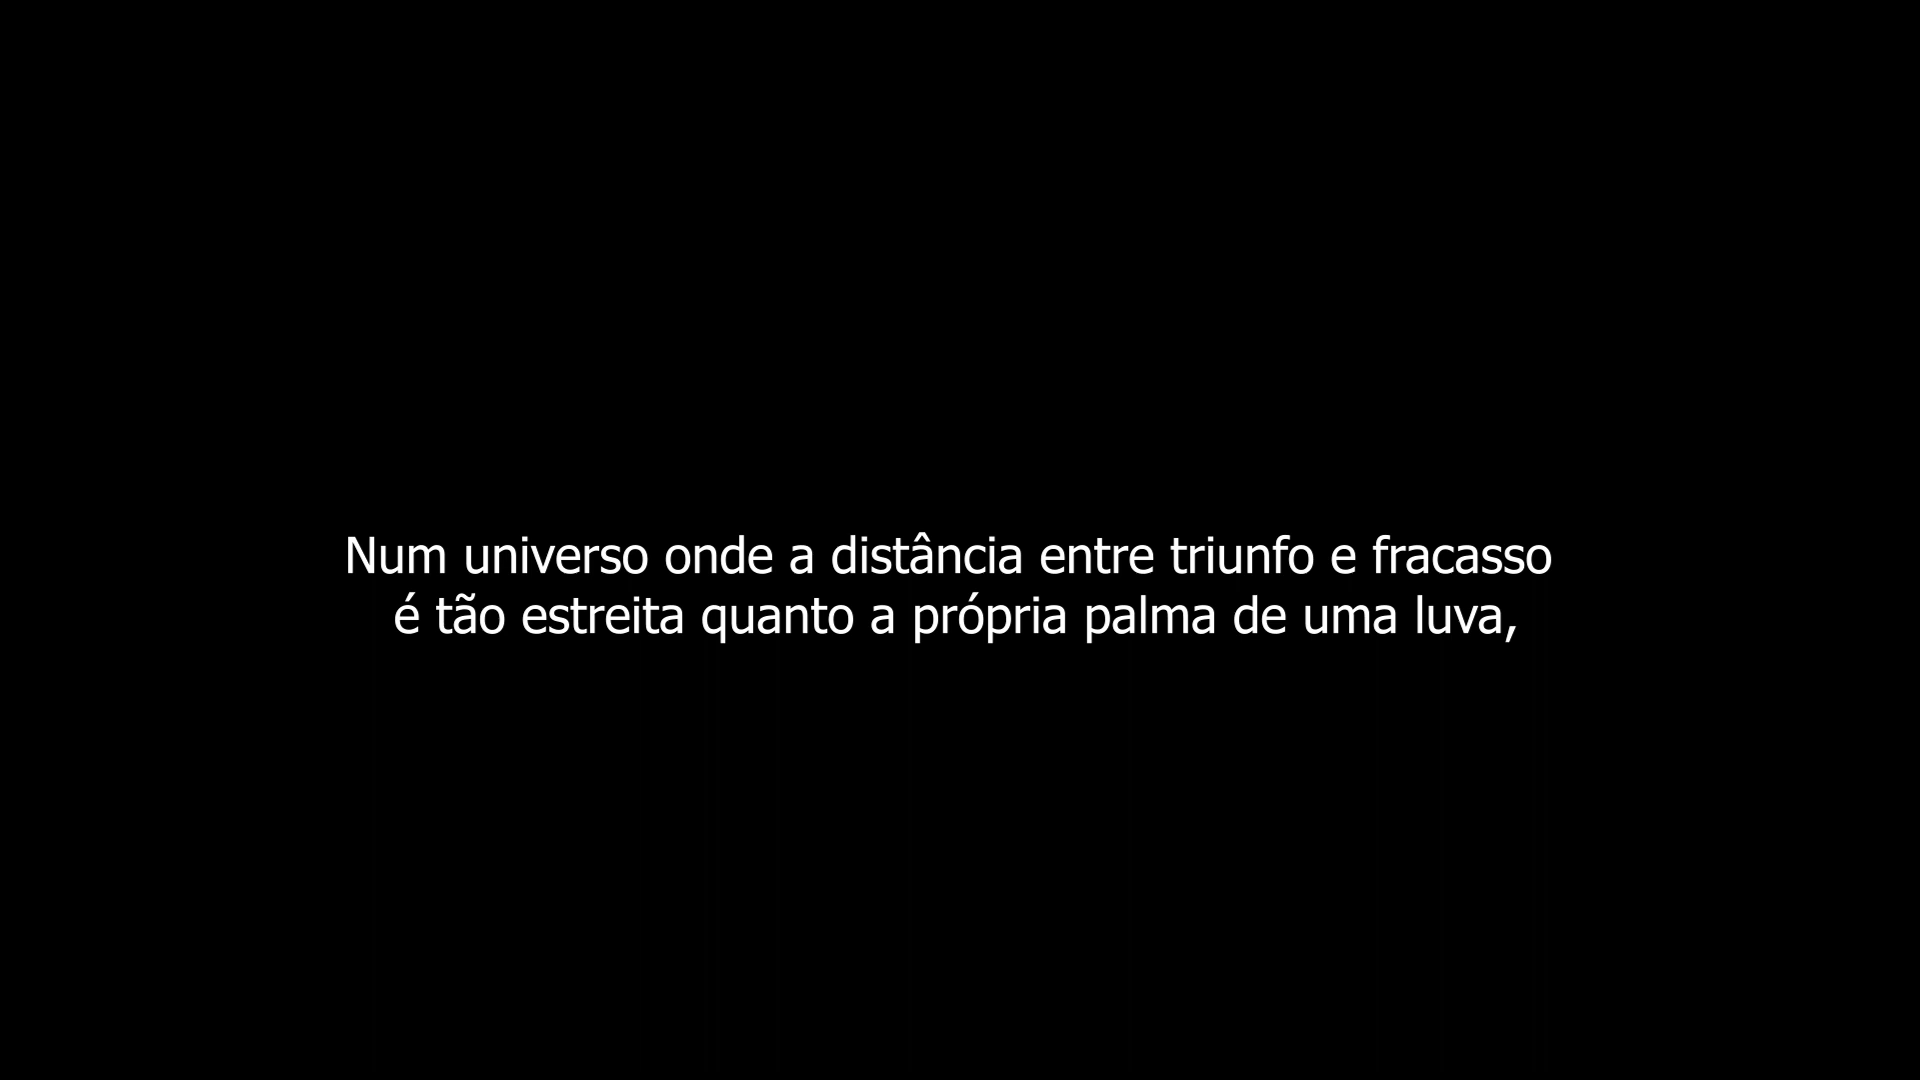 Num universo onde a distância entre triunfo e fracasso
é tão estreita quanto a própria palma de uma luva,